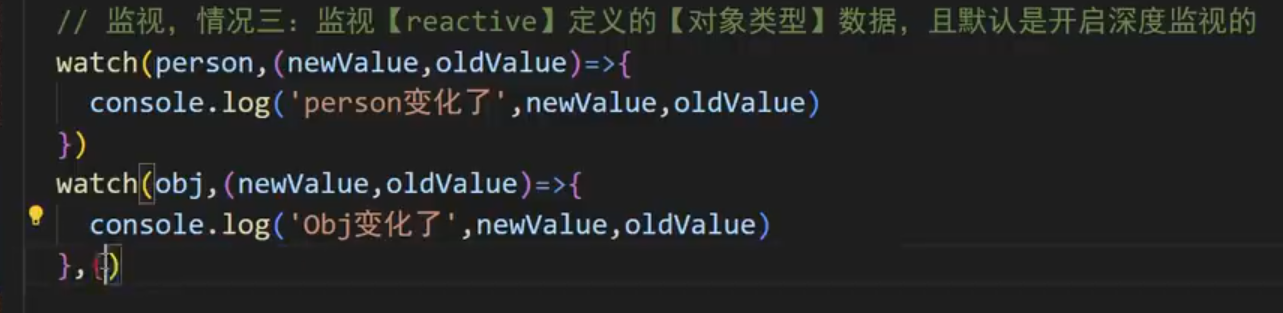 // 监视，情况三：监视【reactive】定义的【对象类型】数据，且默认是开启深度监视的
watch(person,(newValue,oldValue)=>{
console.log('person变化了',newValue,oldValue)
})
watch(obj,(newValue,oldValue)=>{
console.log('Obj变化了',newValue,oldValue)
},{)